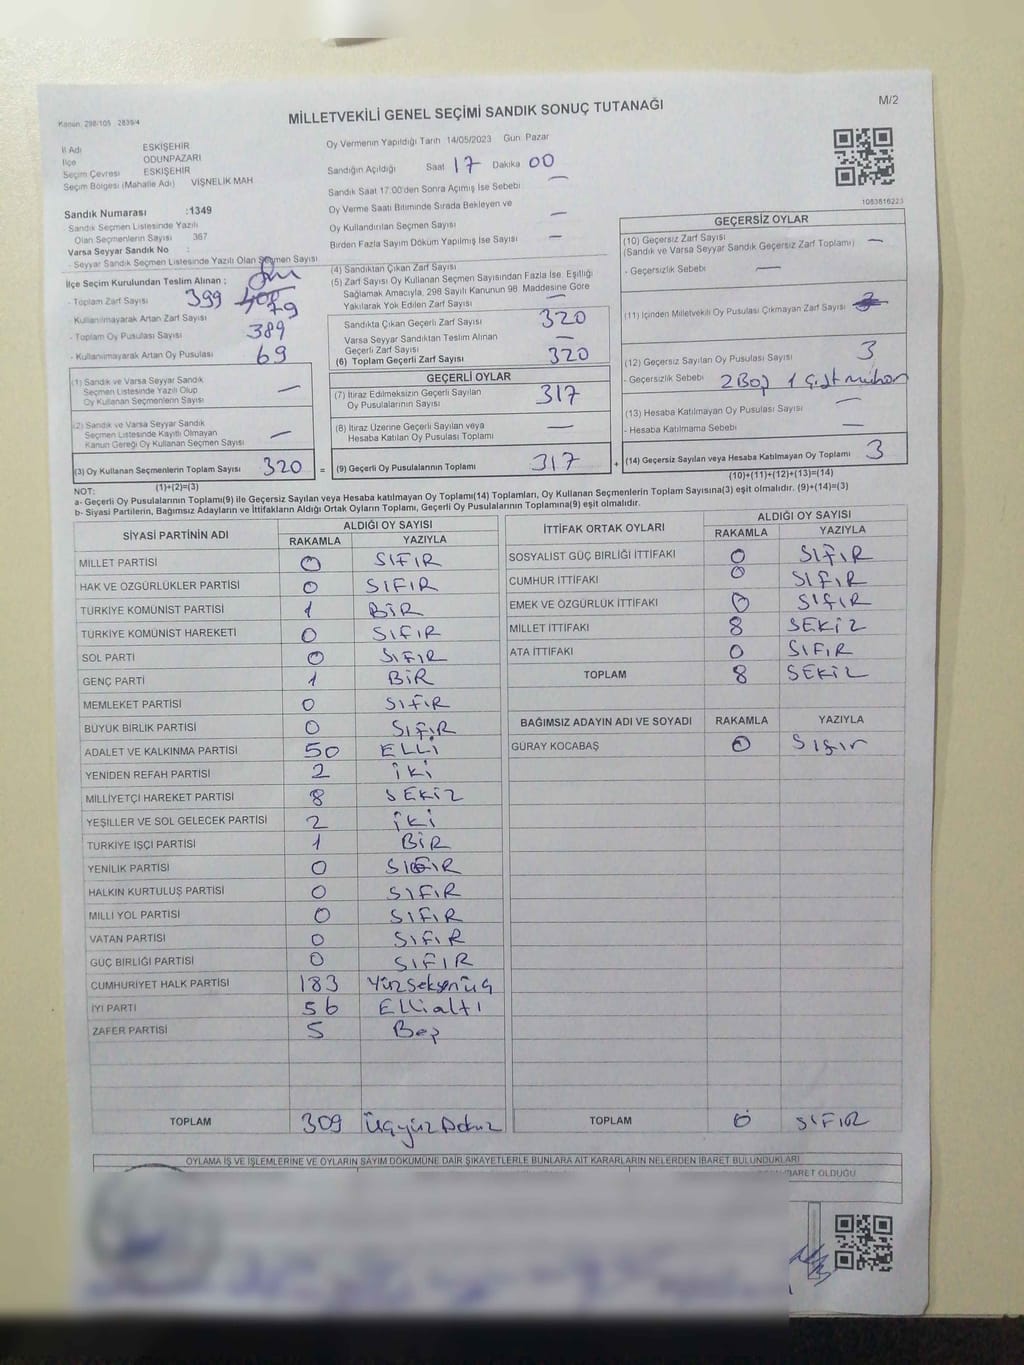 Kanun: 298/105 2839/4
MİLLETVEKİLİ GENEL SEÇİMİ SANDIK SONUÇ TUTANAĞI
M/2
İl Adı ESKİŞEHİR
İlçe ODUNPAZARI
Seçim Çevresi ESKİŞEHİR
Seçim Bölgesi (Mahalle Adı) VİŞNELİK MAH
Sandık Numarası :1349
Sandık Seçmen Listesinde Yazılı
Olan Seçmenlerin Sayısı 367
Varsa Seyyar Sandık No :
- Seyyar Sandık Seçmen Listesinde Yazılı Olan Seçmen Sayısı
Oy Vermenin Yapıldığı Tarih 14/05/2023 Gün Pazar
Sandığın Açıldığı Saat 17 Dakika 00
Sandık Saat 17:00'den Sonra Açımış İse Sebebi —
Oy Verme Saati Bitiminde Sırada Bekleyen ve
Oy Kullandırılan Seçmen Sayısı —
Birden Fazla Sayım Döküm Yapılmış İse Sayısı —
1083816223
İlçe Seçim Kurulundan Teslim Alınan ;
- Toplam Zarf Sayısı 399
- Kullanılmayarak Artan Zarf Sayısı 79
- Toplam Oy Pusulası Sayısı 389
- Kullanılmayarak Artan Oy Pusulası 69
(1) Sandık ve Varsa Seyyar Sandık
Seçmen Listesinde Yazılı Olup
Oy Kullanan Seçmenlerin Sayısı —
(2) Sandık ve Varsa Seyyar Sandık
Seçmen Listesinde Kayıtlı Olmayan
Kanun Gereği Oy Kullanan Seçmen Sayısı —
(3) Oy Kullanan Seçmenlerin Toplam Sayısı 320 =
(1)+(2)=(3)
(4) Sandıktan Çıkan Zarf Sayısı
(5) Zarf Sayısı Oy Kullanan Seçmen Sayısından Fazla İse, Eşitliği
Sağlamak Amacıyla, 298 Sayılı Kanunun 98. Maddesine Göre
Yakılarak Yok Edilen Zarf Sayısı —
Sandıkta Çıkan Geçerli Zarf Sayısı 320
Varsa Seyyar Sandıktan Teslim Alınan
Geçerli Zarf Sayısı —
(6) Toplam Geçerli Zarf Sayısı 320
GEÇERLİ OYLAR
(7) İtiraz Edilmeksizin Geçerli Sayılan
Oy Pusulalarının Sayısı 317
(8) İtiraz Üzerine Geçerli Sayılan veya
Hesaba Katılan Oy Pusulası Toplamı —
(9) Geçerli Oy Pusulalarının Toplamı 317 +
GEÇERSİZ OYLAR
(10) Geçersiz Zarf Sayısı
(Sandık ve Varsa Seyyar Sandık Geçersiz Zarf Toplamı) —
- Geçersizlik Sebebi —
(11) İçinden Milletvekili Oy Pusulası Çıkmayan Zarf Sayısı
(12) Geçersiz Sayılan Oy Pusulası Sayısı 3
- Geçersizlik Sebebi 2 Boş 1 Çift mühür
(13) Hesaba Katılmayan Oy Pusulası Sayısı —
- Hesaba Katılmama Sebebi —
(14) Geçersiz Sayılan veya Hesaba Katılmayan Oy Toplamı 3
(10)+(11)+(12)+(13)=(14)
NOT:
a- Geçerli Oy Pusulalarının Toplamı(9) ile Geçersiz Sayılan veya Hesaba katılmayan Oy Toplamı(14) Toplamları, Oy Kullanan Seçmenlerin Toplam Sayısına(3) eşit olmalıdır. (9)+(14)=(3)
b- Siyasi Partilerin, Bağımsız Adayların ve İttifakların Aldığı Ortak Oyların Toplamı, Geçerli Oy Pusulalarının Toplamına(9) eşit olmalıdır.
SİYASİ PARTİNİN ADI ALDIĞI OY SAYISI
RAKAMLA YAZIYLA
MİLLET PARTİSİ 0 SIFIR
HAK VE ÖZGÜRLÜKLER PARTİSİ 0 SIFIR
TÜRKİYE KOMÜNİST PARTİSİ 1 BİR
TÜRKİYE KOMÜNİST HAREKETİ 0 SIFIR
SOL PARTİ 0 SIFIR
GENÇ PARTİ 1 BİR
MEMLEKET PARTİSİ 0 SIFIR
BÜYÜK BİRLİK PARTİSİ 0 SIFIR
ADALET VE KALKINMA PARTİSİ 50 ELLİ
YENİDEN REFAH PARTİSİ 2 iki
MİLLİYETÇİ HAREKET PARTİSİ 8 SEKİZ
YEŞİLLER VE SOL GELECEK PARTİSİ 2 iki
TÜRKİYE İŞÇİ PARTİSİ 1 BİR
YENİLİK PARTİSİ 0 SIFIR
HALKIN KURTULUŞ PARTİSİ 0 SIFIR
MİLLİ YOL PARTİSİ 0 SIFIR
VATAN PARTİSİ 0 SIFIR
GÜÇ BİRLİĞİ PARTİSİ 0 SIFIR
CUMHURİYET HALK PARTİSİ 183 Yüzseksenüç
İYİ PARTİ 56 Ellialtı
ZAFER PARTİSİ 5 Beş
TOPLAM 309 Üçyüzdokuz
İTTİFAK ORTAK OYLARI ALDIĞI OY SAYISI
RAKAMLA YAZIYLA
SOSYALİST GÜÇ BİRLİĞİ İTTİFAKI 0 SIFIR
CUMHUR İTTİFAKI 0 SIFIR
EMEK VE ÖZGÜRLÜK İTTİFAKI 0 SIFIR
MİLLET İTTİFAKI 8 SEKİZ
ATA İTTİFAKI 0 SIFIR
TOPLAM 8 SEKİZ
BAĞIMSIZ ADAYIN ADI VE SOYADI RAKAMLA YAZIYLA
GÜRAY KOCABAŞ 0 Sıfır
TOPLAM 0 SIFIR
OYLAMA İŞ VE İŞLEMLERİNE VE OYLARIN SAYIM DÖKÜMÜNE DAİR ŞİKAYETLERLE BUNLARA AİT KARARLARIN NELERDEN İBARET BULUNDUKLARI
İBARET OLDUĞU